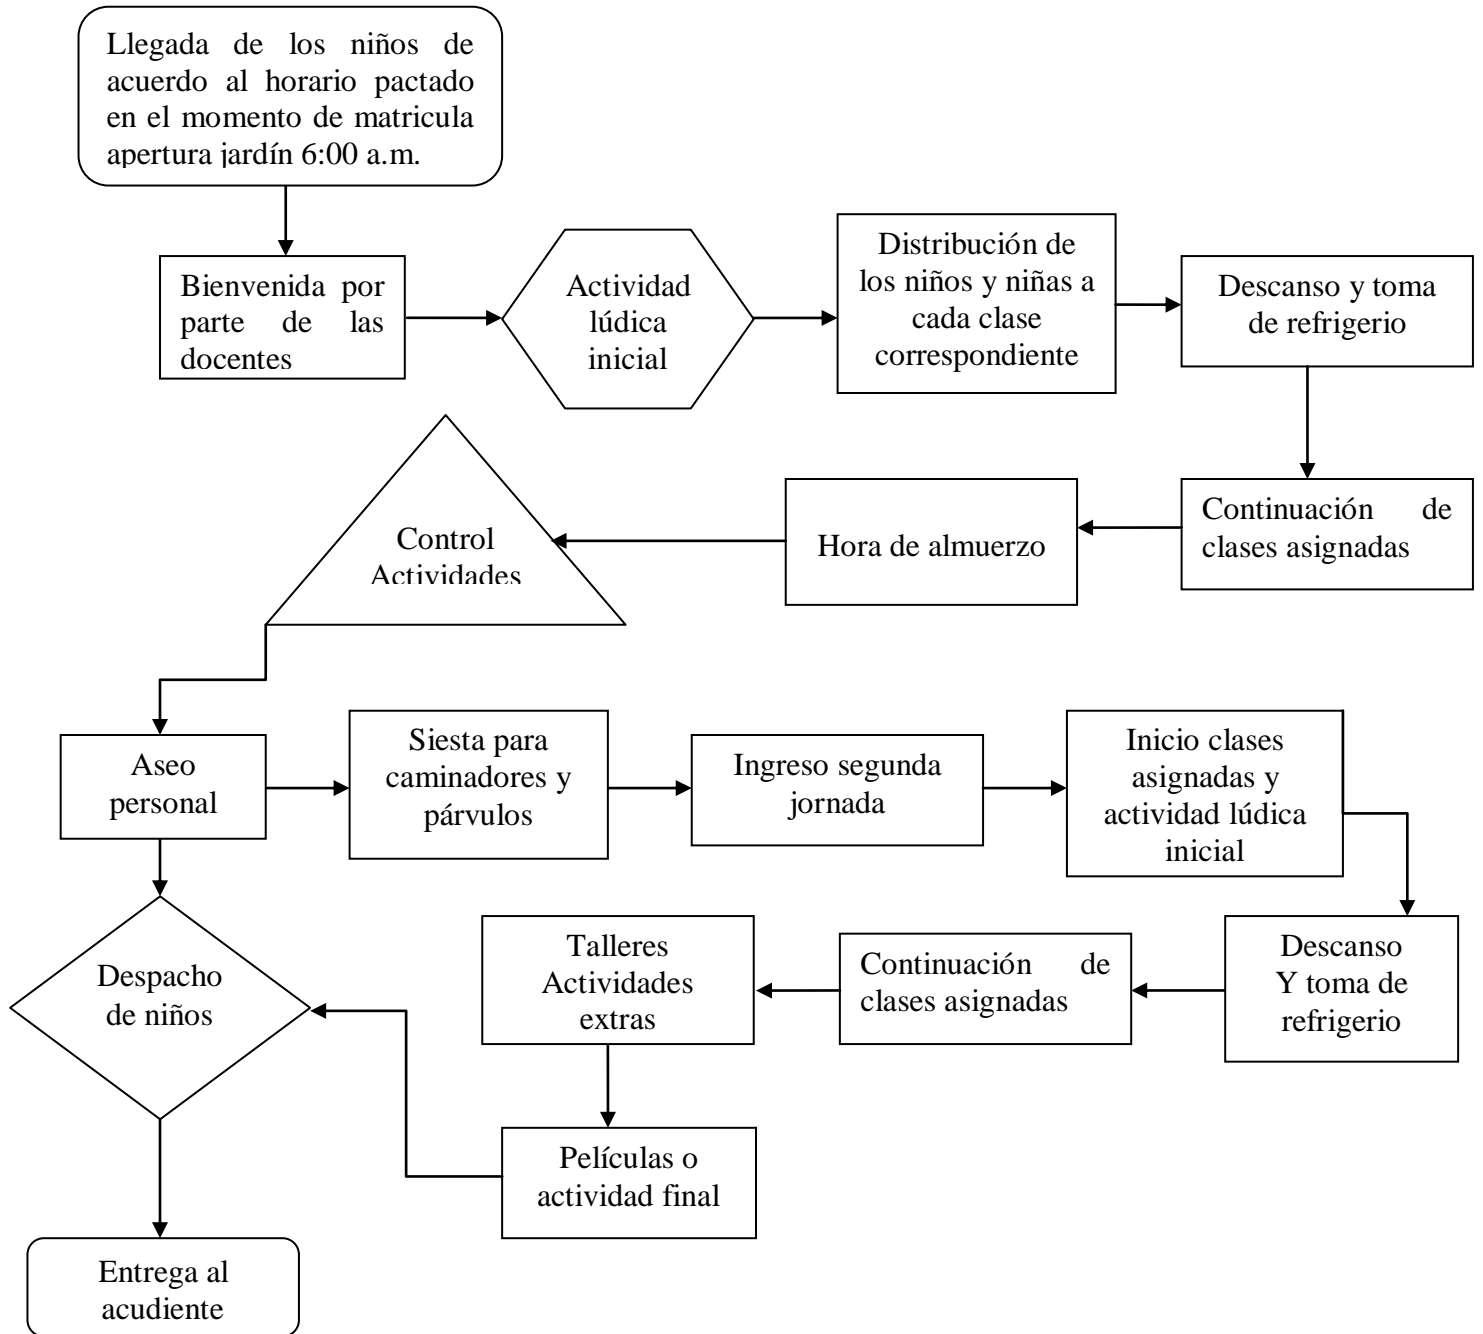 Llegada de los niños de
acuerdo al horario pactado
en el momento de matricula
apertura jardín 6:00 a.m.
Bienvenida por
parte de las
docentes
Actividad
lúdica
inicial
Distribución de
los niños y niñas a
cada clase
correspondiente
Descanso y toma
de refrigerio
Continuación de
clases asignadas
Hora de almuerzo
Control
Actividades
Aseo
personal
Siesta para
caminadores y
párvulos
Ingreso segunda
jornada
Inicio clases
asignadas y
actividad lúdica
inicial
Descanso
Y toma de
refrigerio
Continuación de
clases asignadas
Talleres
Actividades
extras
Películas o
actividad final
Despacho
de niños
Entrega al
acudiente